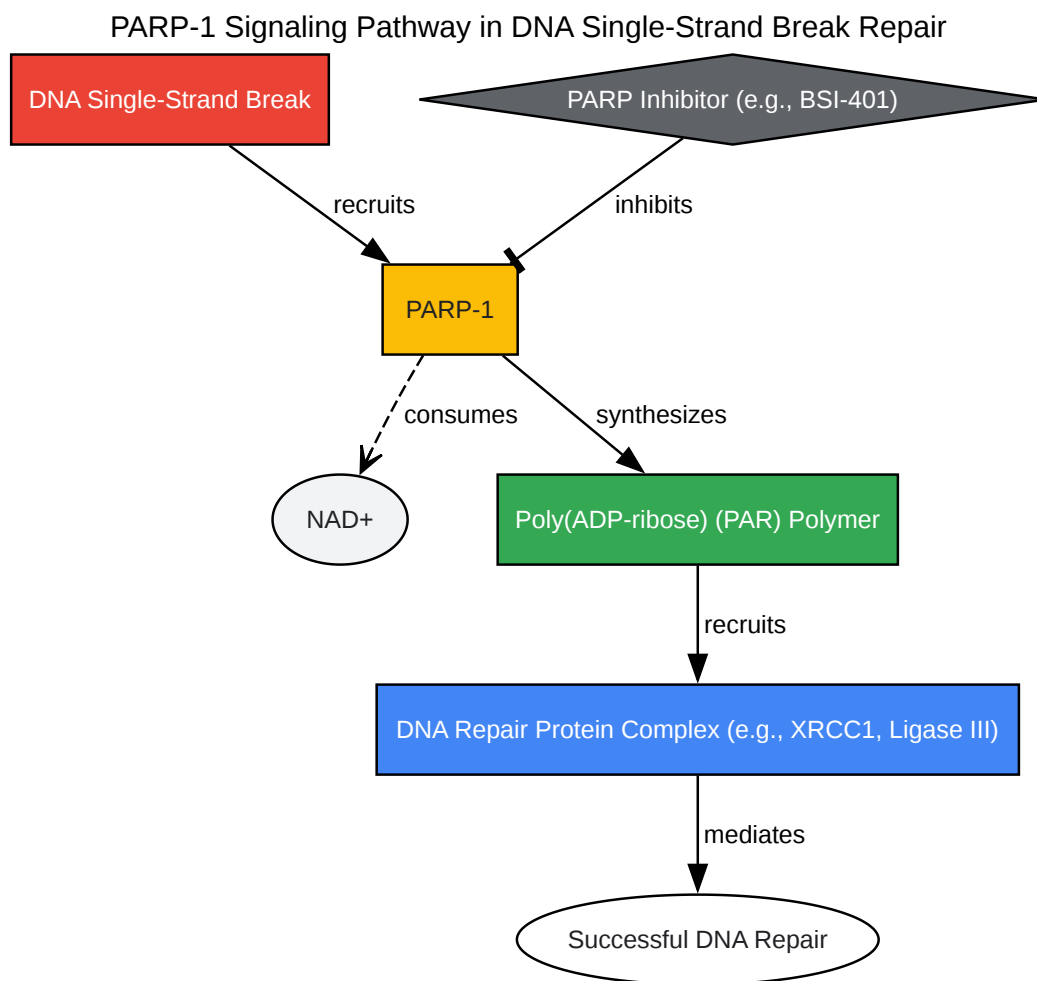 PARP-1 Signaling Pathway in DNA Single-Strand Break Repair
DNA Single-Strand Break
PARP Inhibitor (e.g., BSI-401)
recruits
inhibits
PARP-1
consumes
synthesizes
NAD+
Poly(ADP-ribose) (PAR) Polymer
recruits
DNA Repair Protein Complex (e.g., XRCC1, Ligase III)
mediates
Successful DNA Repair